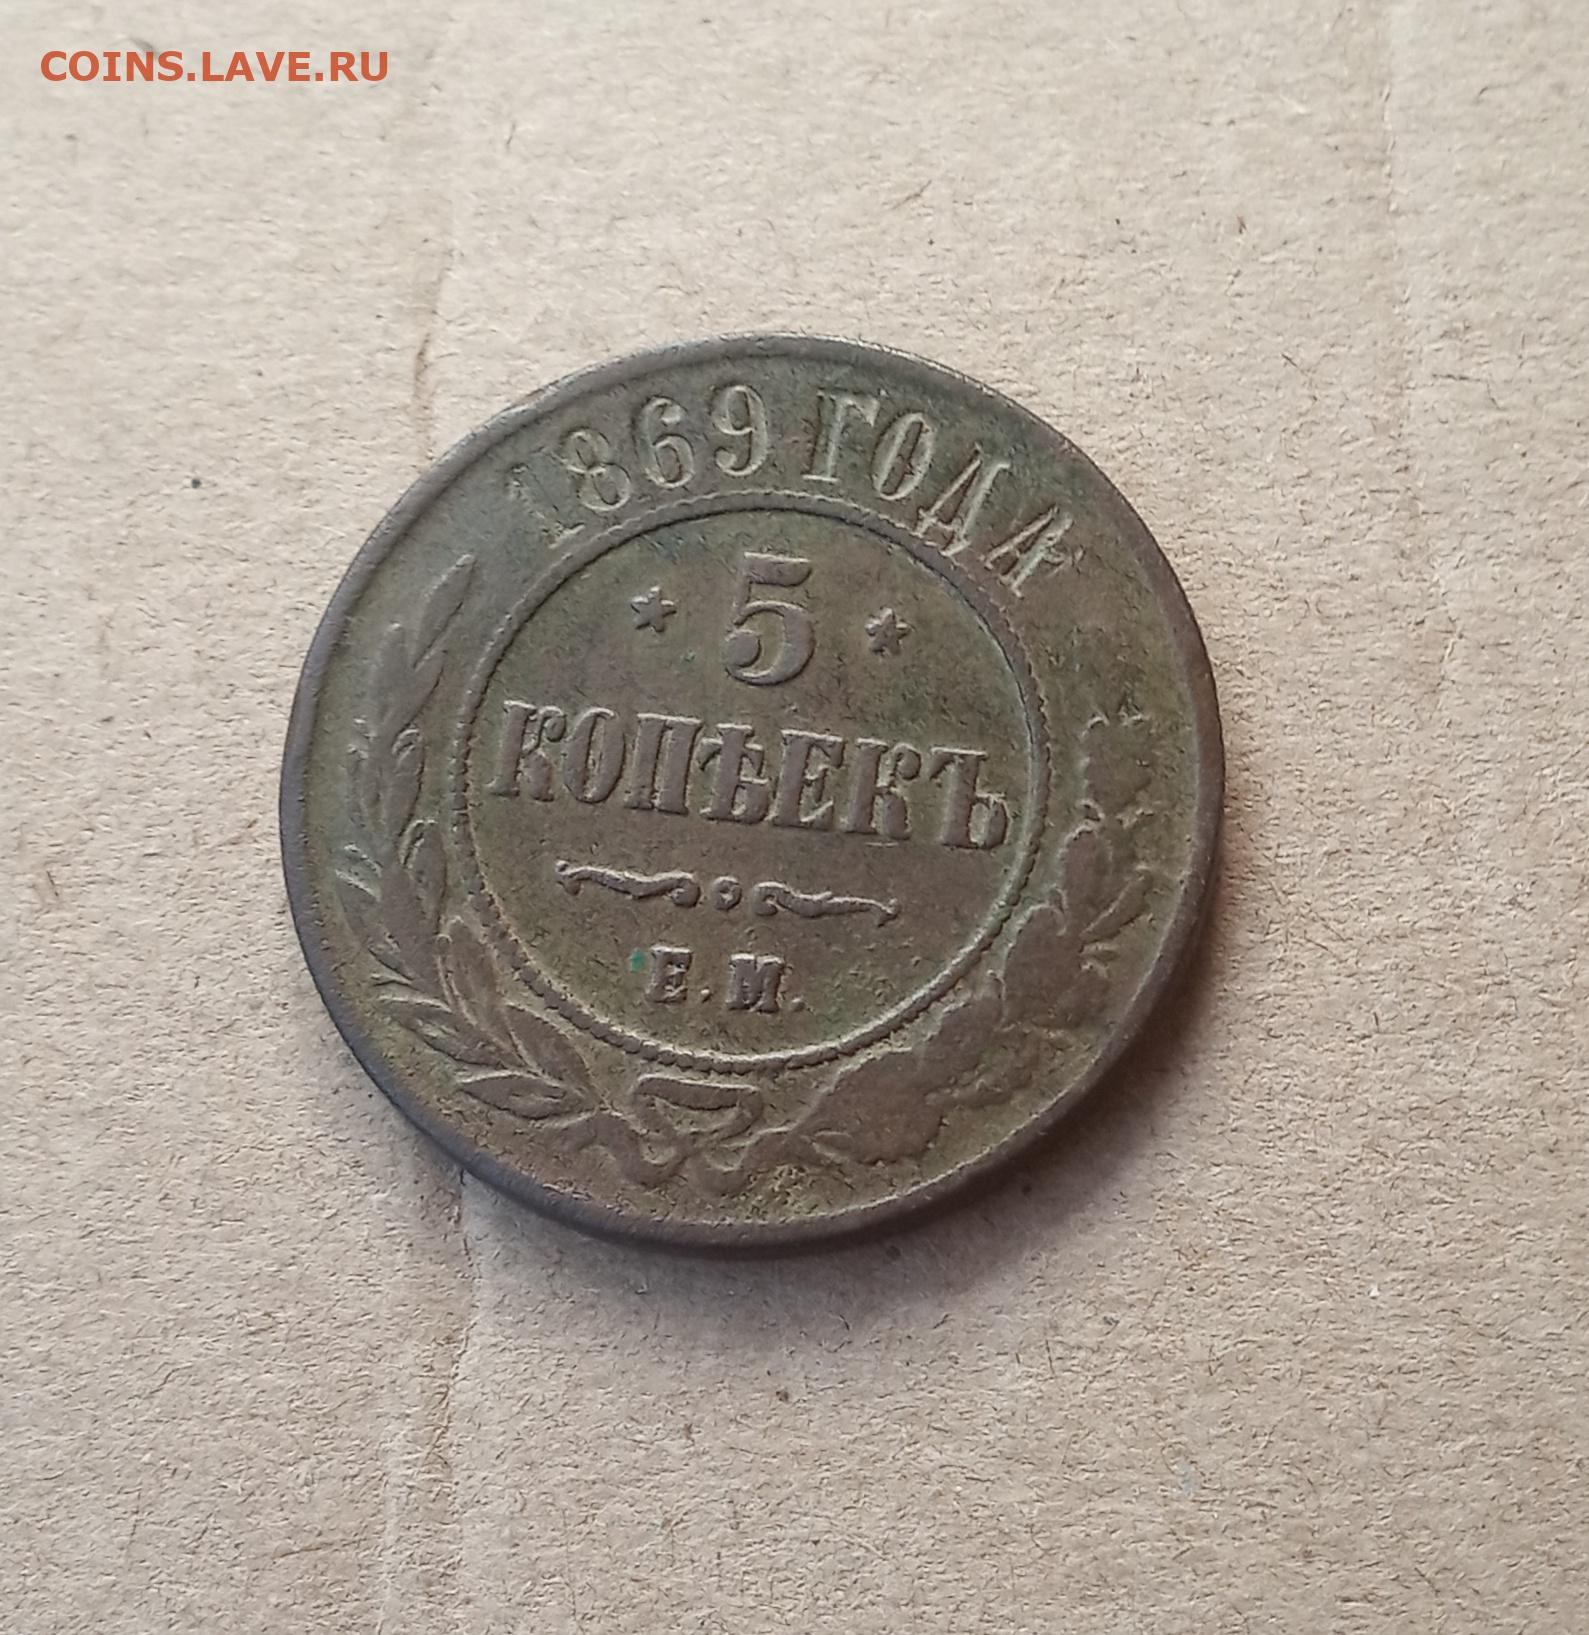 COINS.LAVE.RU
1869 ГОДА
* 5 *
КОПѢЕКЪ
Е.М.